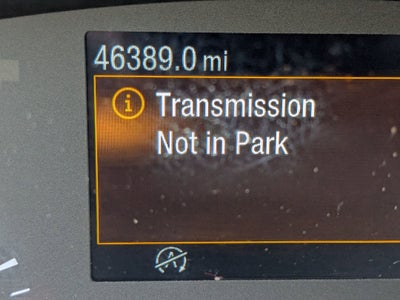 46389.0 mi
Transmission
Not in Park